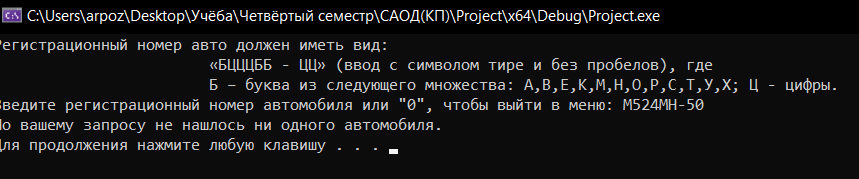 C:\Users\arpoz\Desktop\Учёба\Четвёртый семестр\САОД(КП)\Project\x64\Debug\Project.exe
Регистрационный номер авто должен иметь вид:
«БЦЦЦББ - ЦЦ» (ввод с символом тире и без пробелов), где
Б – буква из следующего множества: А,В,Е,К,М,Н,О,Р,С,Т,У,Х; Ц - цифры.
Введите регистрационный номер автомобиля или "0", чтобы выйти в меню: М524МН-50
По вашему запросу не нашлось ни одного автомобиля.
Для продолжения нажмите любую клавишу . . .